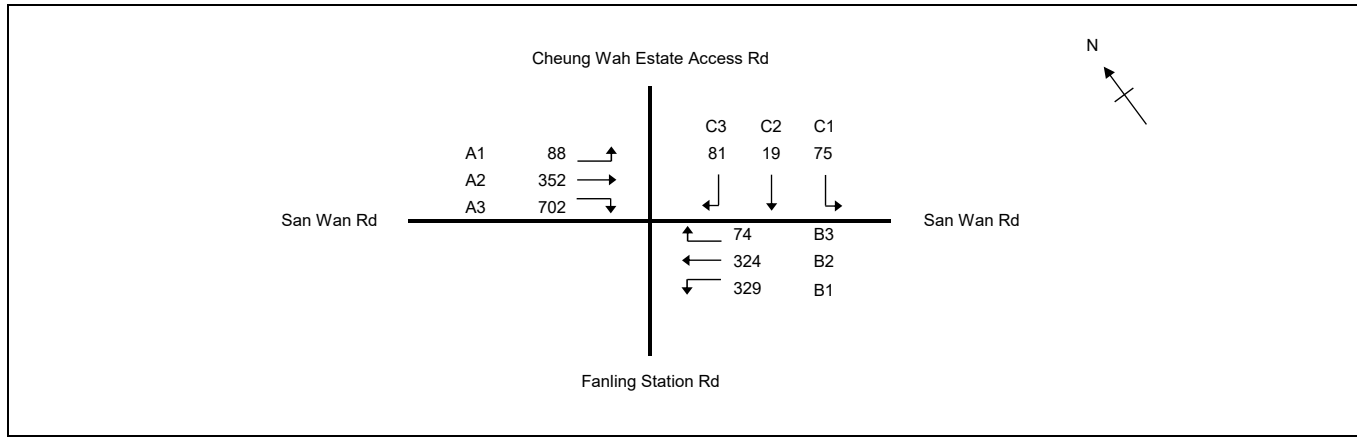 N
Cheung Wah Estate Access Rd
C3 C2 C1
A1 88 81 19 75
A2 352
A3 702
San Wan Rd San Wan Rd
74 B3
324 B2
329 B1
Fanling Station Rd